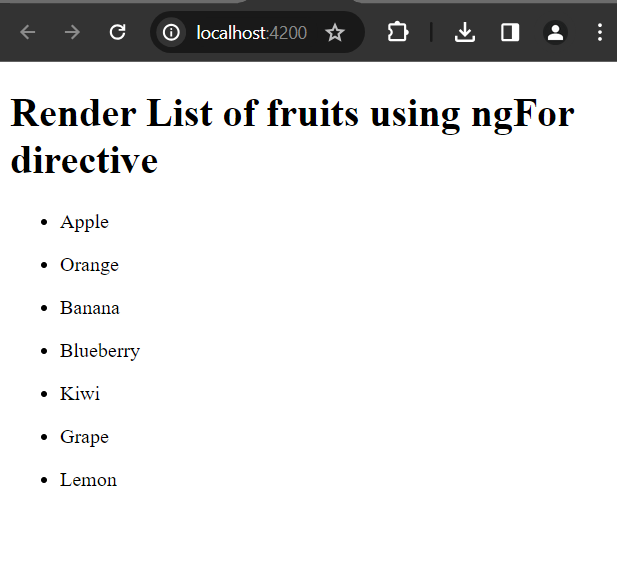 localhost:4200
Render List of fruits using ngFor
directive
Apple
Orange
Banana
Blueberry
Kiwi
Grape
Lemon